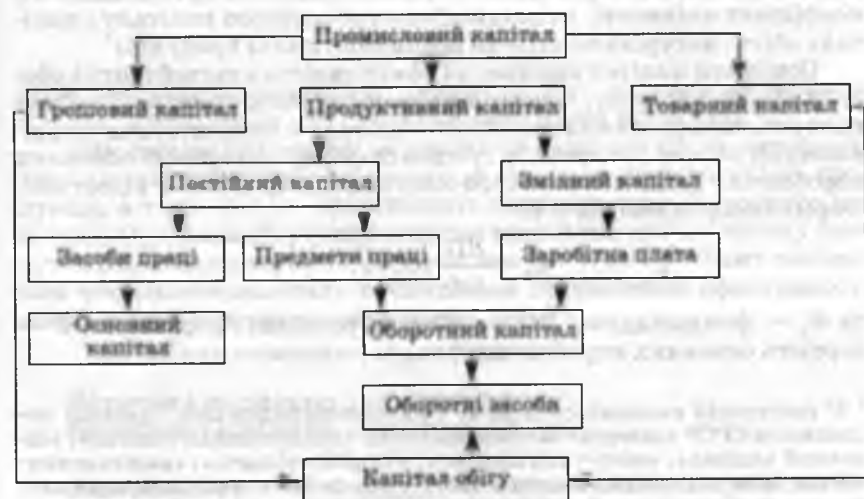 Промисловий капітал
Грошовий капітал
Продуктивний капітал
Товарний капітал
Постійний капітал
Змінний капітал
Засоби праці
Предмети праці
Заробітна плата
Основний
капітал
Оборотний капітал
Оборотні засоби
Капітал обігу